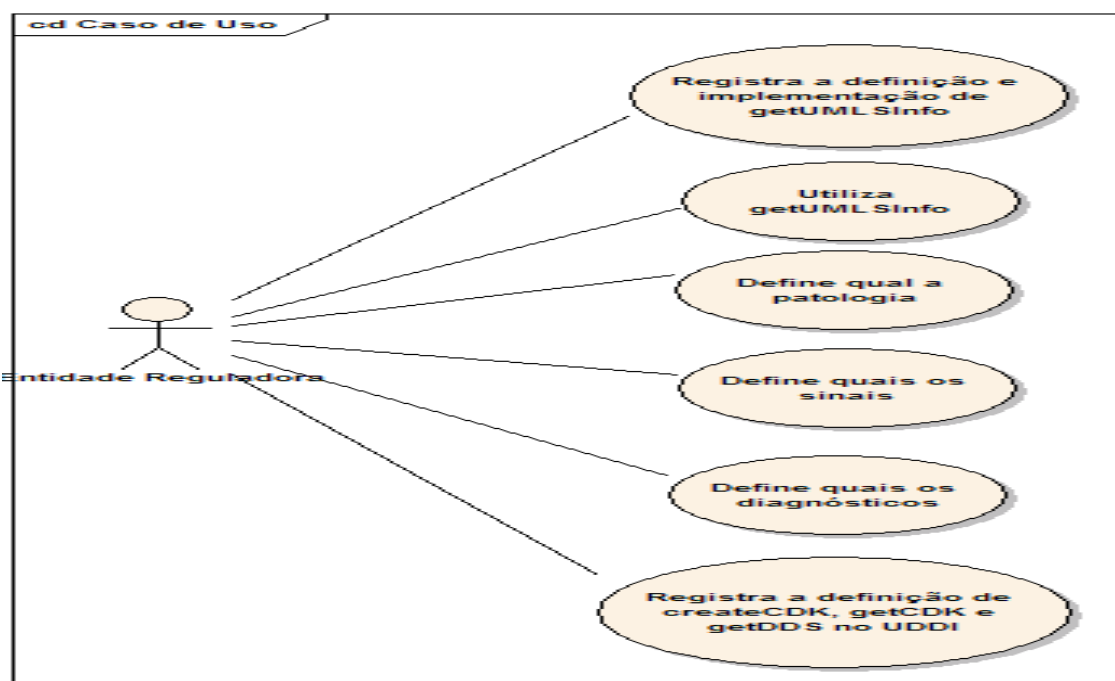 cd Caso de Uso
Registra a definição e
implementação de
getUMLSInfo
Utiliza
getUMLSInfo
Define qual a
patologia
Entidade Reguladora
Define quais os
sinais
Define quais os
diagnósticos
Registra a definição de
createCDK, getCDK e
getDDS no UDDI